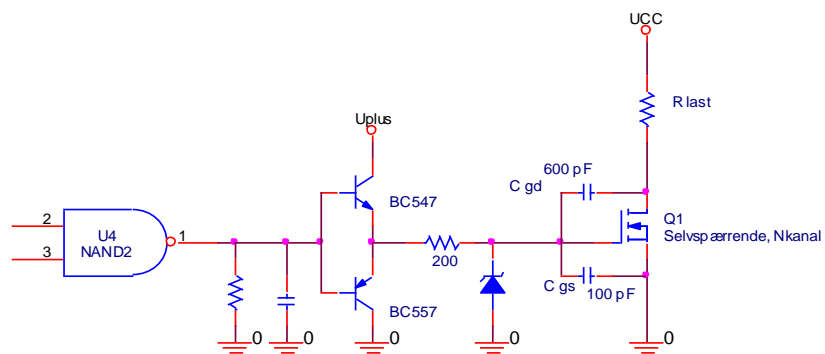 UCC
R last
Uplus
600 pF
C gd
BC547
Q1
Selvspærrende, Nkanal
2
U4
1
NAND2
3
200
C gs
100 pF
BC557
0
0
0
0
0